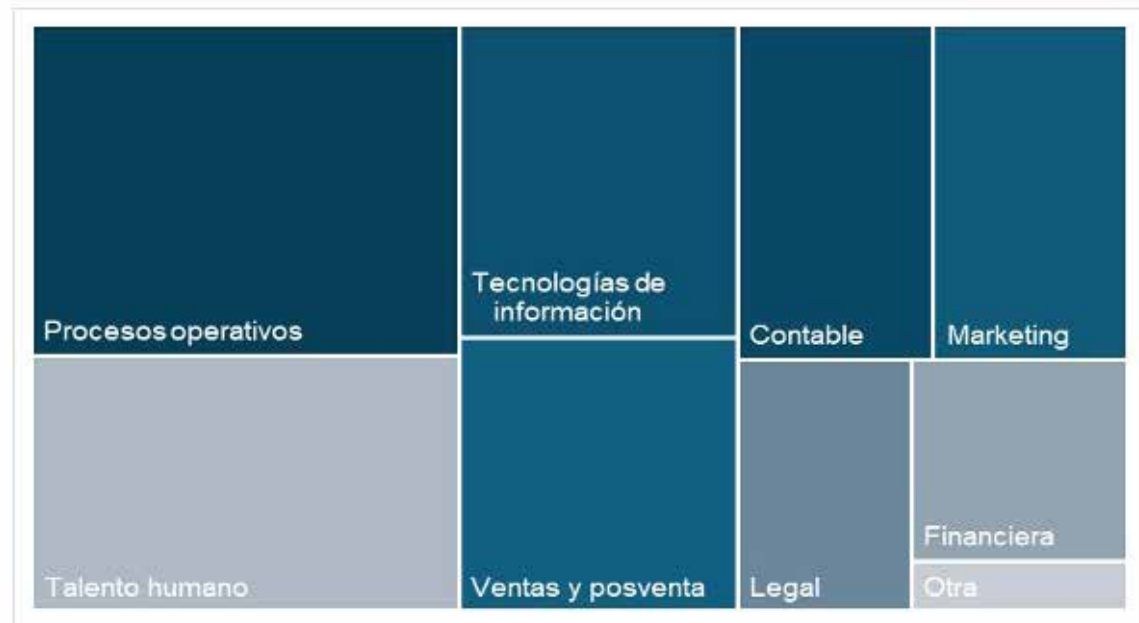 Procesos operativos
Talento humano
Tecnologías de
información
Ventas y posventa
Contable
Marketing
Legal
Financiera
Otra